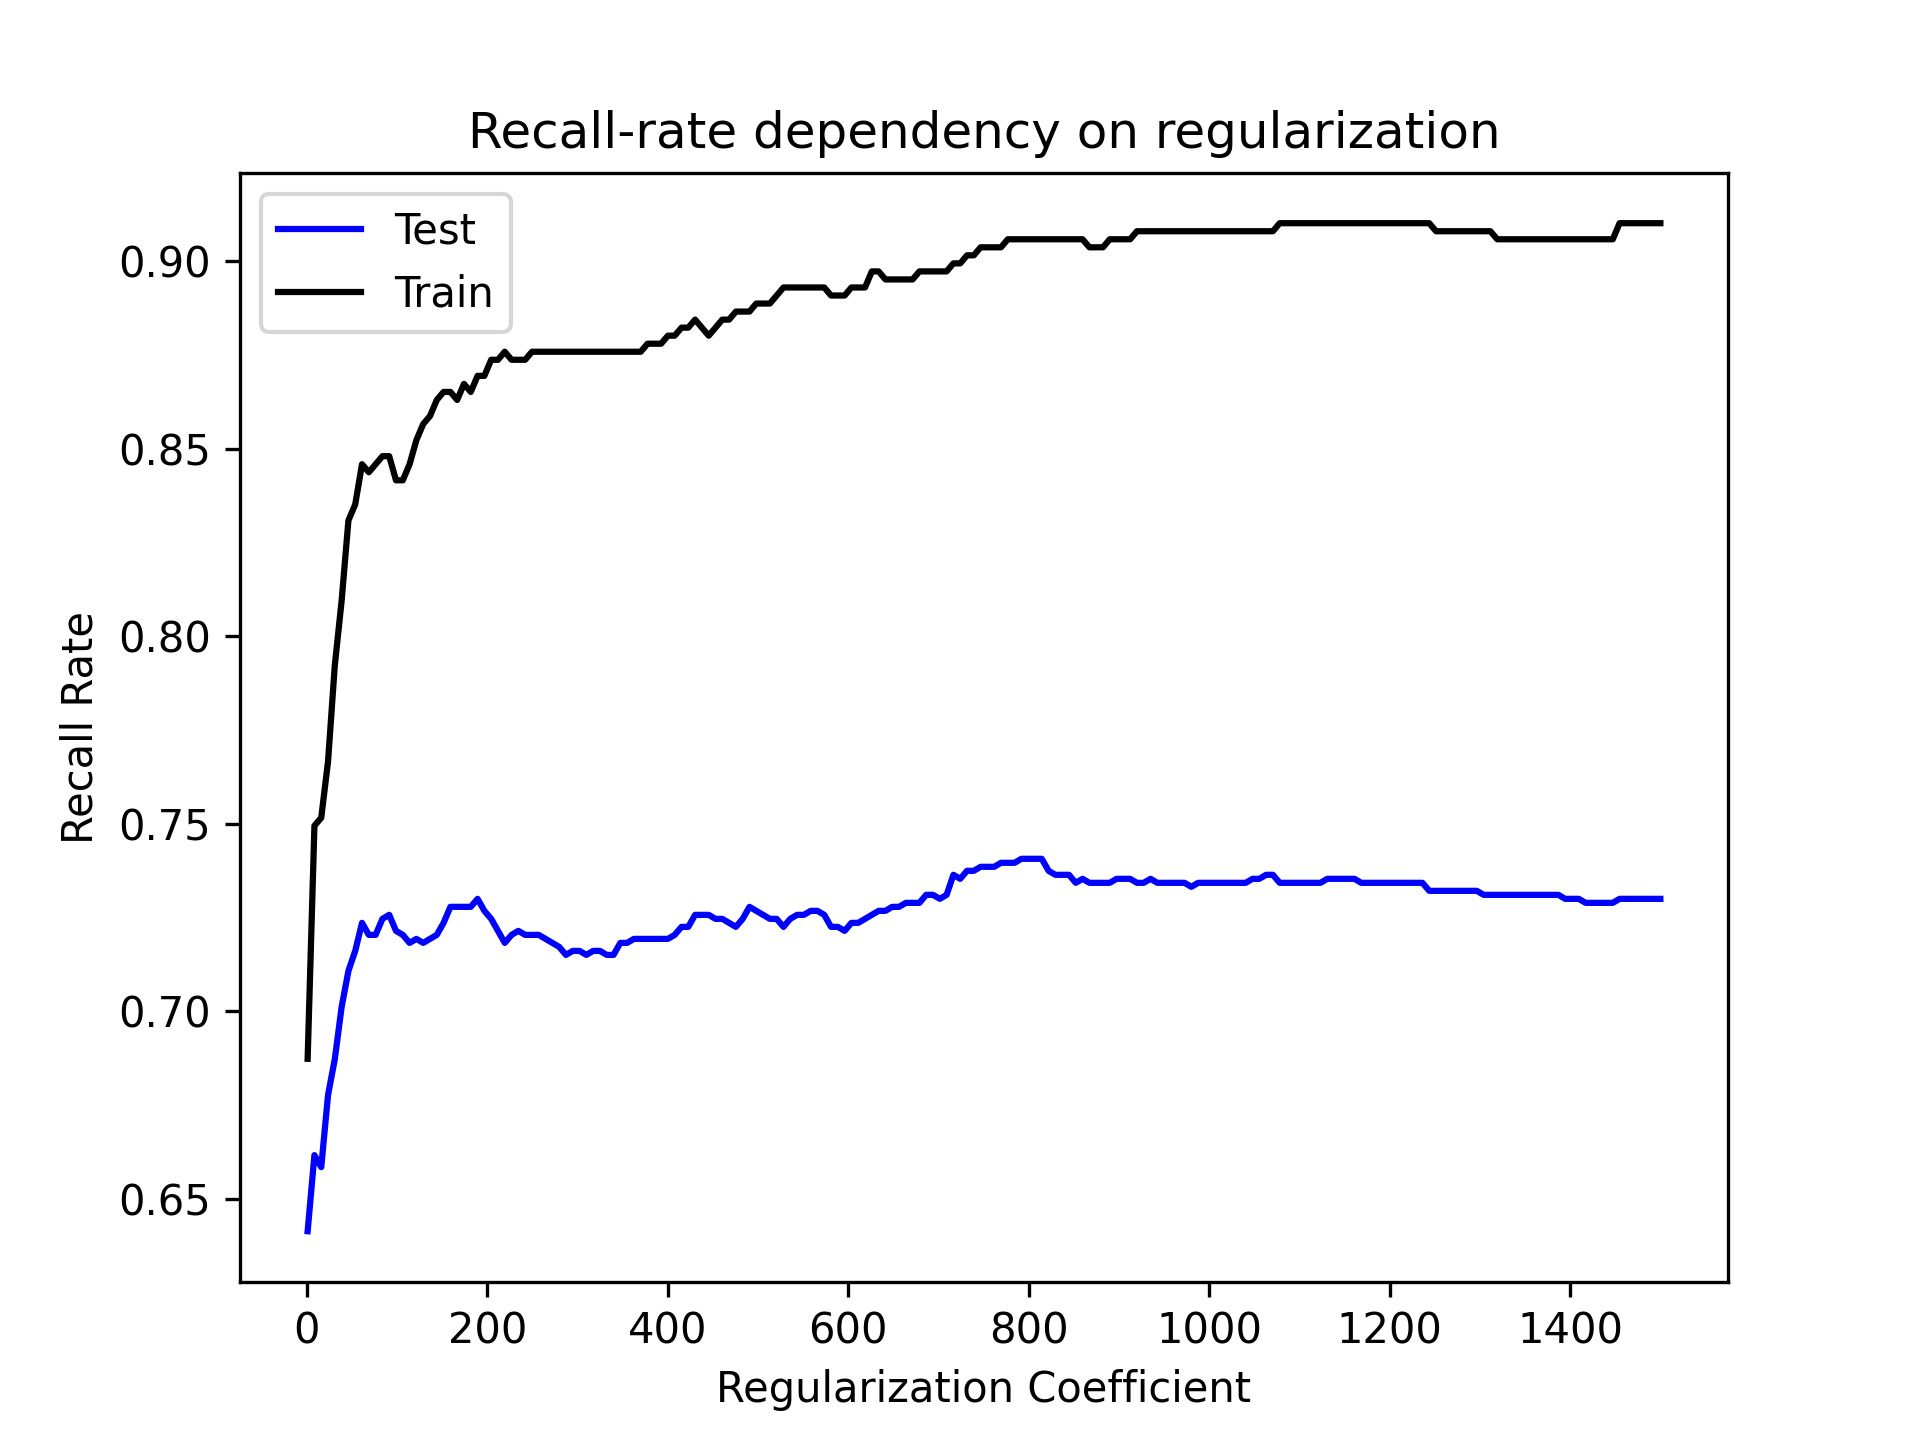 Recall-rate dependency on regularization
Test
Train
Recall Rate
0.90
0.85
0.80
0.75
0.70
0.65
0 200 400 600 800 1000 1200 1400
Regularization Coefficient